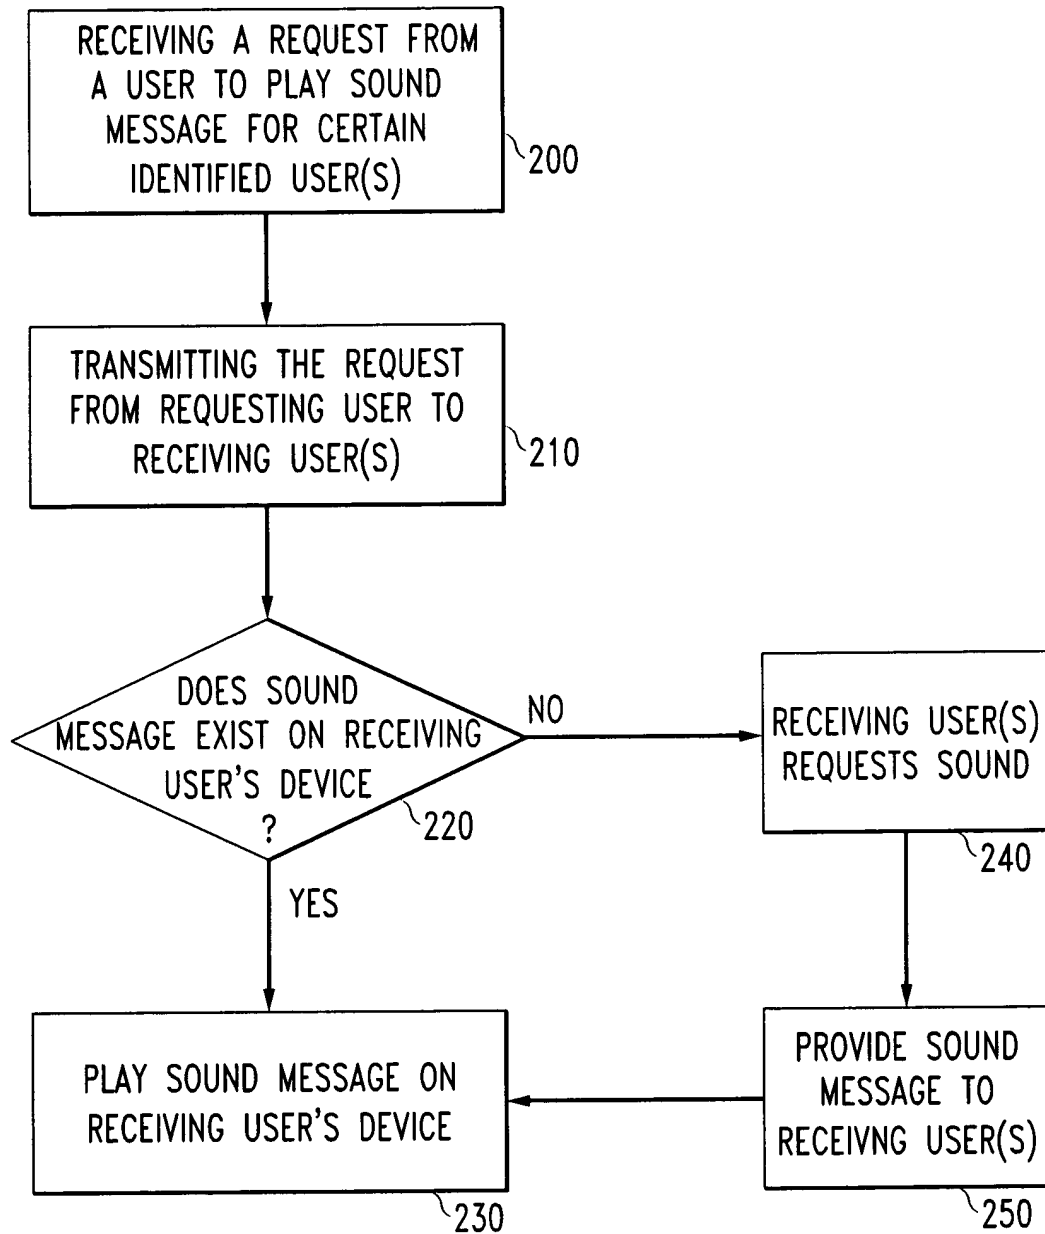 RECEIVING A REQUEST FROM
A USER TO PLAY SOUND
MESSAGE FOR CERTAIN
IDENTIFIED USER(S)
200
TRANSMITTING THE REQUEST
FROM REQUESTING USER TO
RECEIVING USER(S)
210
DOES SOUND
MESSAGE EXIST ON RECEIVING
USER'S DEVICE
?
220
NO
RECEIVING USER(S)
REQUESTS SOUND
240
YES
PLAY SOUND MESSAGE ON
RECEIVING USER'S DEVICE
230
PROVIDE SOUND
MESSAGE TO
RECEIVNG USER(S)
250